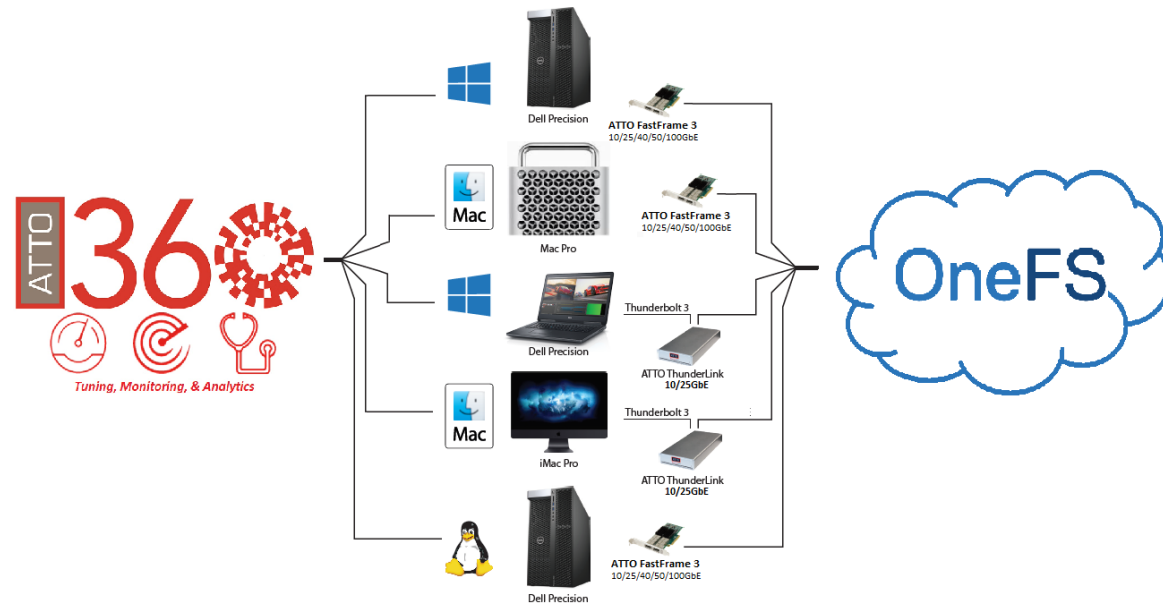 ATTO
360
Tuning, Monitoring, & Analytics
Dell Precision
ATTO FastFrame 3
10/25/40/50/100GbE
Mac
Mac Pro
ATTO FastFrame 3
10/25/40/50/100GbE
Dell Precision
Thunderbolt 3
ATTO ThunderLink
10/25GbE
Mac
iMac Pro
Thunderbolt 3
ATTO ThunderLink
10/25GbE
Dell Precision
ATTO FastFrame 3
10/25/40/50/100GbE
OneFS